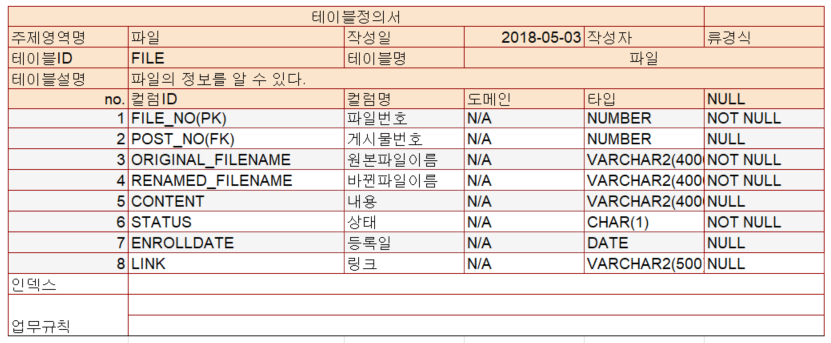 테이블정의서
주제영역명 파일 작성일 2018-05-03 작성자 류경식
테이블ID FILE 테이블명 파일
테이블설명 파일의 정보를 알 수 있다.
no. 컬럼ID 컬럼명 도메인 타입 NULL
1 FILE_NO(PK) 파일번호 N/A NUMBER NOT NULL
2 POST_NO(FK) 게시물번호 N/A NUMBER NULL
3 ORIGINAL_FILENAME 원본파일이름 N/A VARCHAR2(400 NOT NULL
4 RENAMED_FILENAME 바뀐파일이름 N/A VARCHAR2(400 NOT NULL
5 CONTENT 내용 N/A VARCHAR2(400 NULL
6 STATUS 상태 N/A CHAR(1) NOT NULL
7 ENROLLDATE 등록일 N/A DATE NULL
8 LINK 링크 N/A VARCHAR2(500 NULL
인덱스
업무규칙